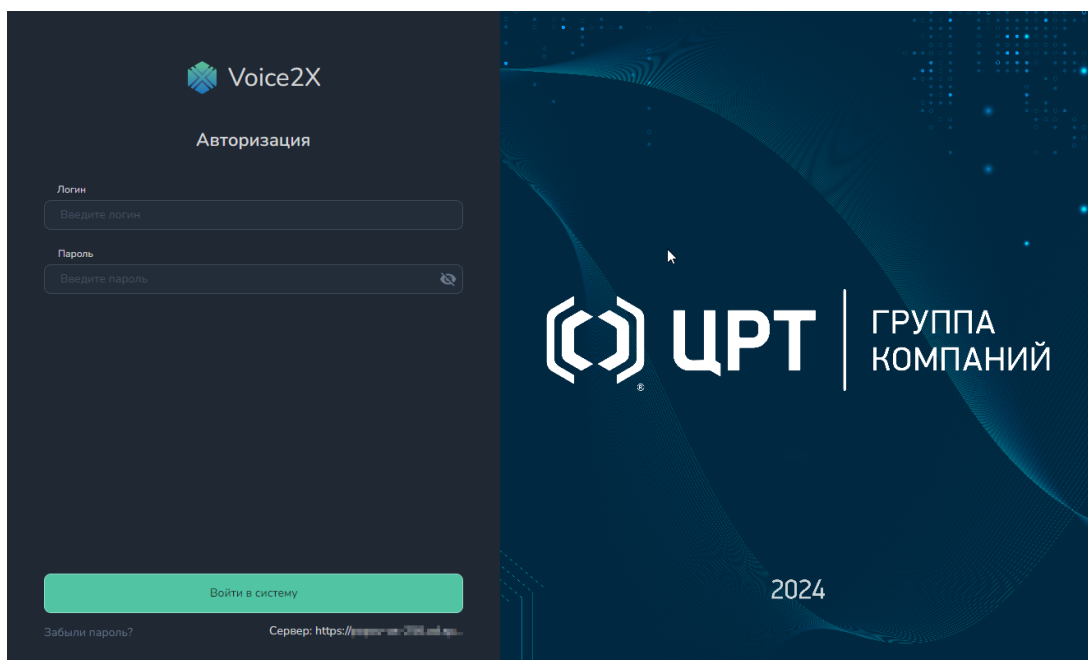 Voice2X
Авторизация
Логин
Введите логин
Пароль
Введите пароль
Войти в систему
Забыли пароль?
Сервер: https://
ЦРТ
®
ГРУППА
КОМПАНИЙ
2024